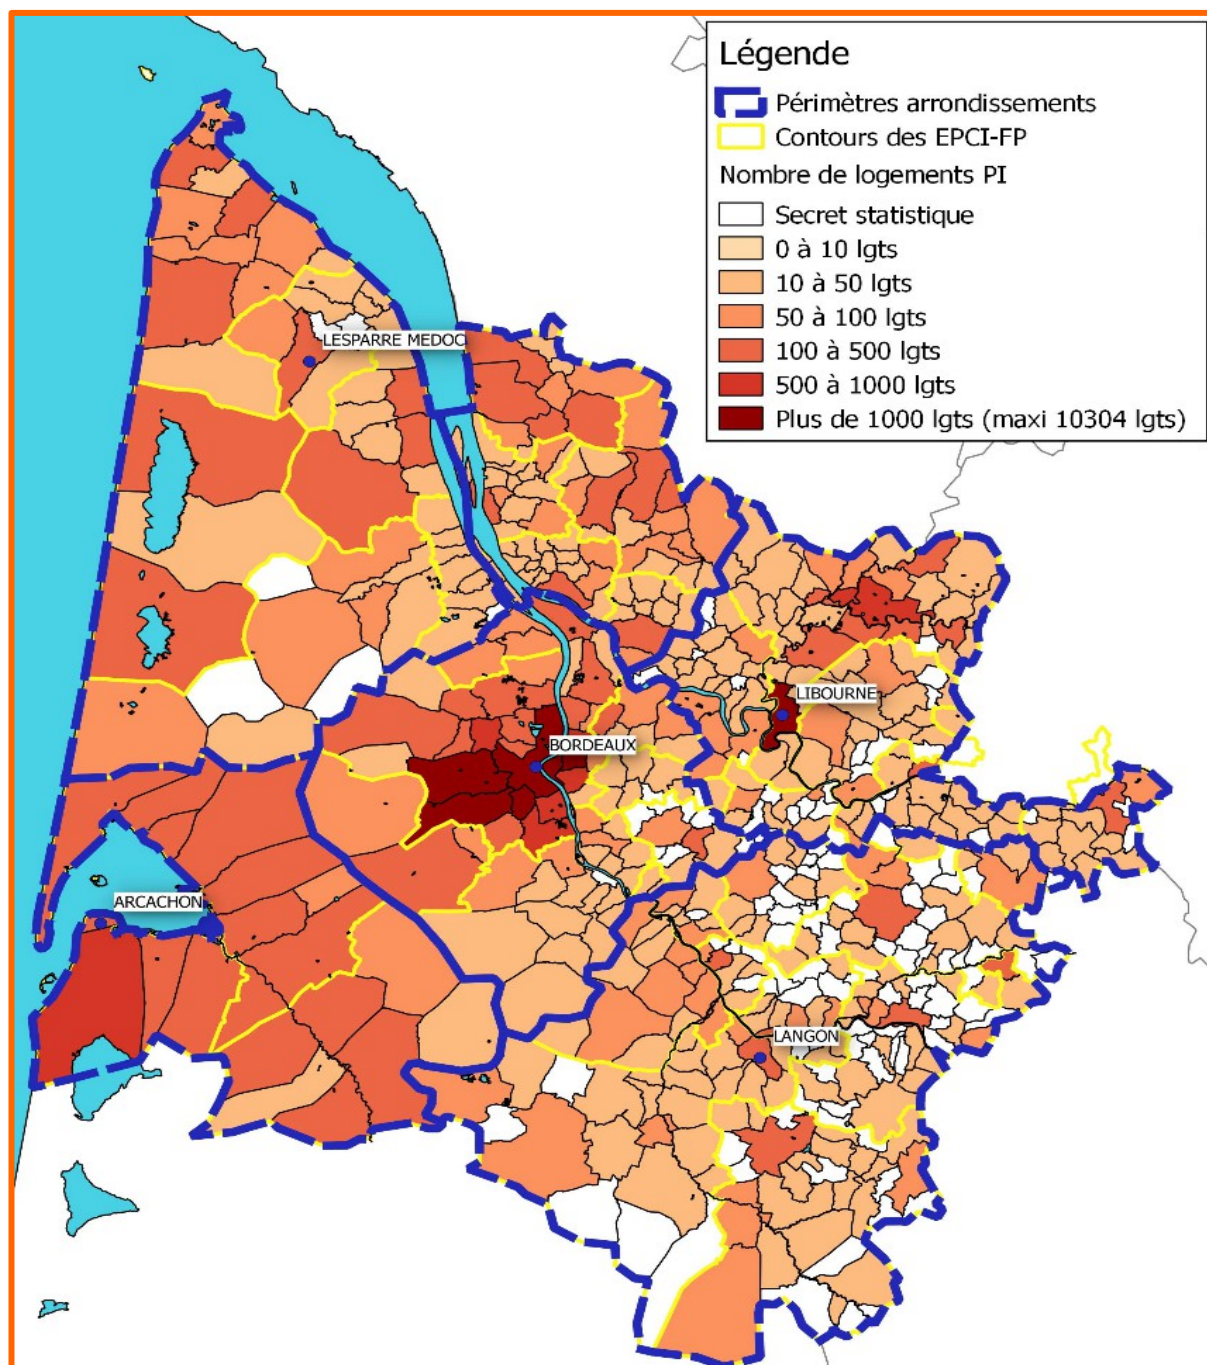 Légende
Périmètres arrondissements
Contours des EPCI-FP
Nombre de logements PI
Secret statistique
0 à 10 lgts
10 à 50 lgts
50 à 100 lgts
100 à 500 lgts
500 à 1000 lgts
Plus de 1000 lgts (maxi 10304 lgts)
LESPARRE MEDOC
LIBOURNE
BORDEAUX
ARCACHON
LANGON